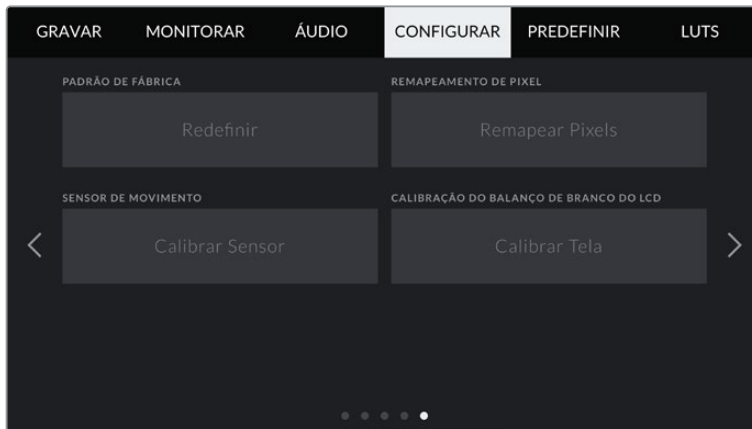 GRAVAR MONITORAR ÁUDIO CONFIGURAR PREDEFINIR LUTS
PADRÃO DE FÁBRICA REMAPEAMENTO DE PIXEL
Redefinir Remapear Pixels
SENSOR DE MOVIMENTO CALIBRAÇÃO DO BALANÇO DE BRANCO DO LCD
Calibrar Sensor Calibrar Tela